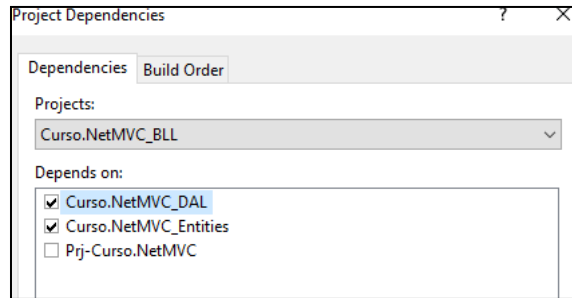 Project Dependencies ? X
Dependencies Build Order
Projects:
Curso.NetMVC_BLL
Depends on:
Curso.NetMVC_DAL
Curso.NetMVC_Entities
Prj-Curso.NetMVC